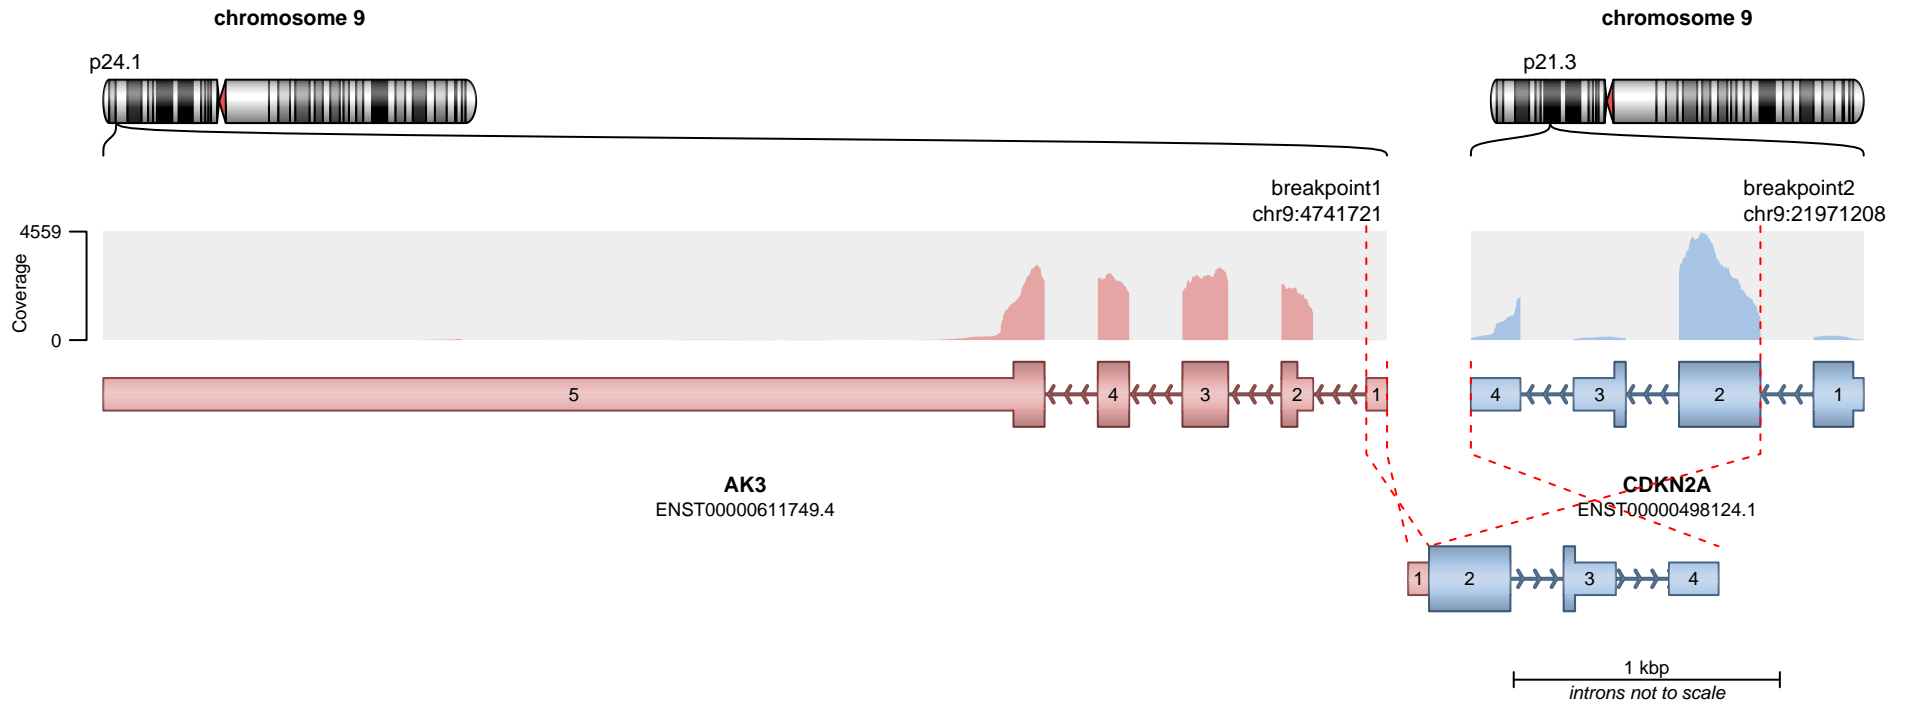 chromosome 9
chromosome 9
p24.1
p21.3
breakpoint1
chr9:4741721
breakpoint2
chr9:21971208
4559
Coverage
0
5
4
3
2
1
4
3
2
1
AK3
ENST00000611749.4
CDKN2A
ENST00000498124.1
1
2
3
4
1 kbp
introns not to scale